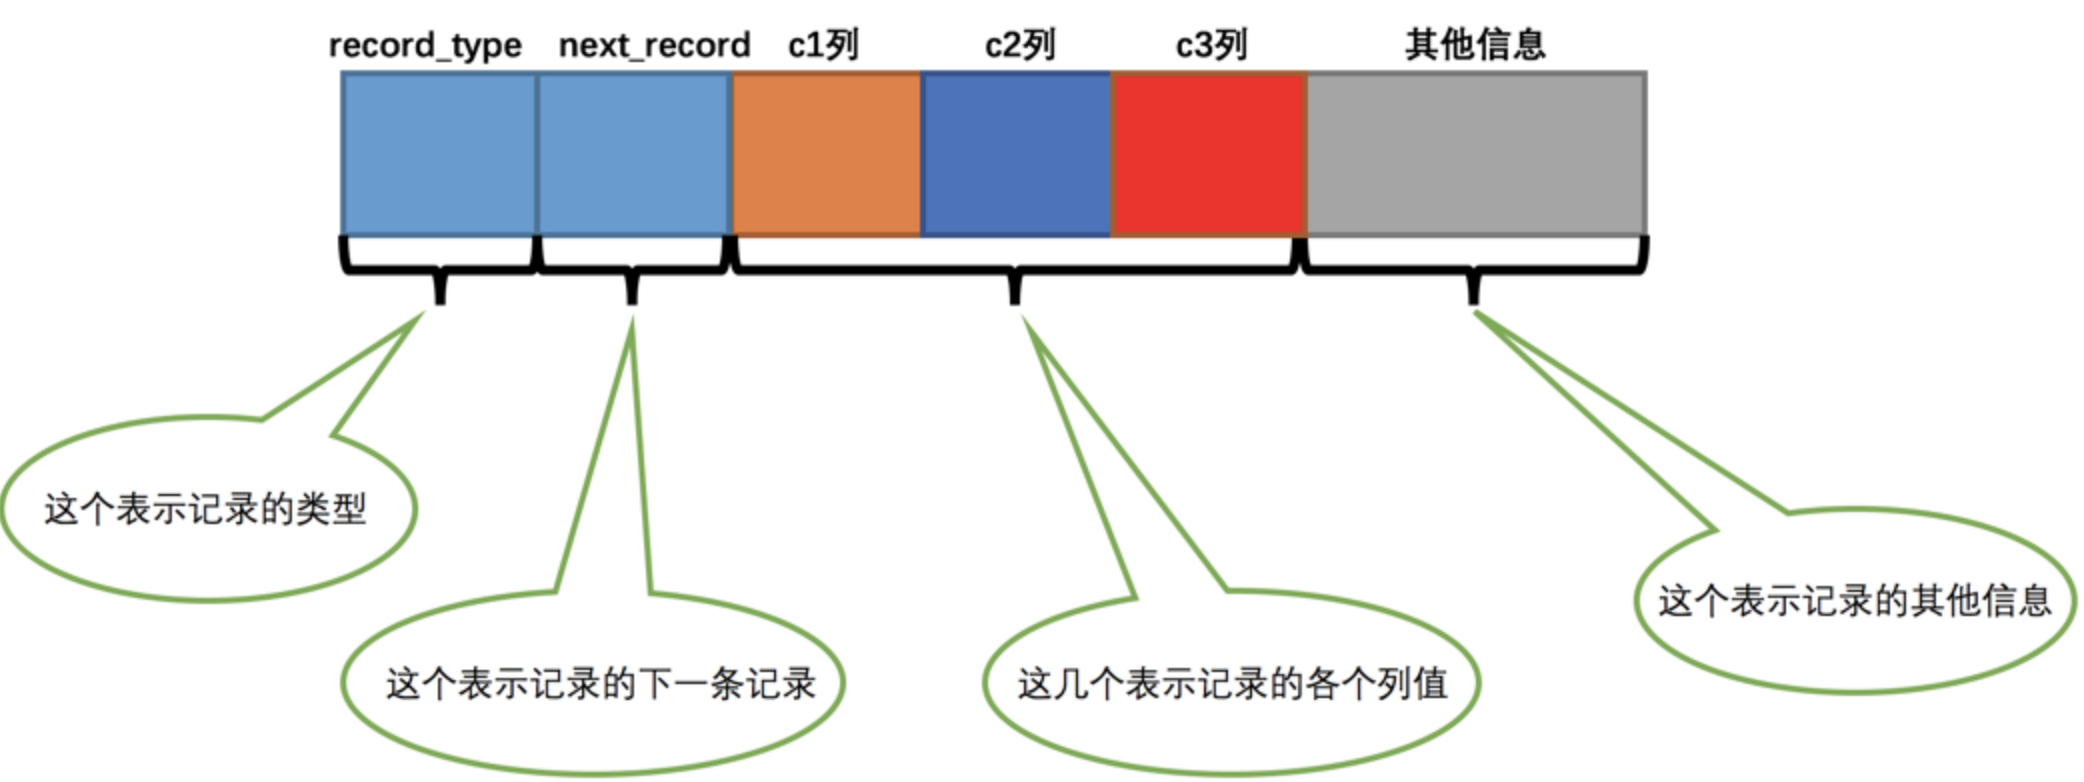 record_type next_record c1列 c2列 c3列 其他信息
这个表示记录的类型
这个表示记录的其他信息
这个表示记录的下一条记录
这几个表示记录的各个列值